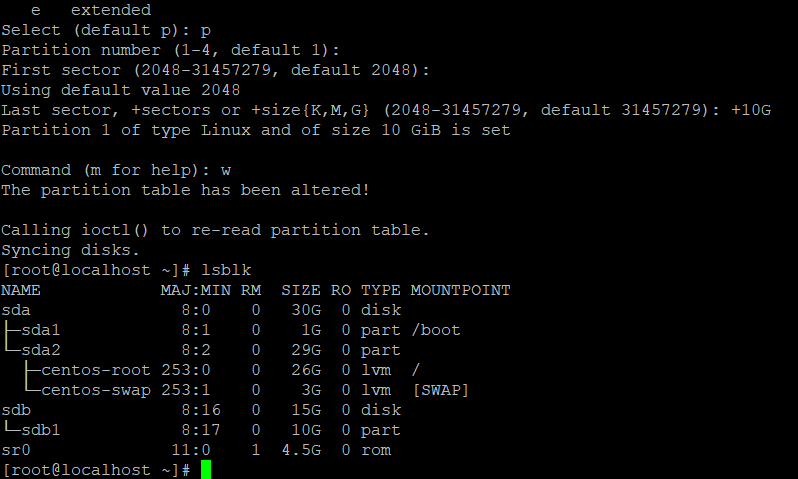 e   extended
Select (default p): p
Partition number (1-4, default 1):
First sector (2048-31457279, default 2048):
Using default value 2048
Last sector, +sectors or +size{K,M,G} (2048-31457279, default 31457279): +10G
Partition 1 of type Linux and of size 10 GiB is set

Command (m for help): w
The partition table has been altered!

Calling ioctl() to re-read partition table.
Syncing disks.
[root@localhost ~]# lsblk
NAME            MAJ:MIN RM  SIZE RO TYPE MOUNTPOINT
sda               8:0    0   30G  0 disk
├─sda1            8:1    0    1G  0 part /boot
└─sda2            8:2    0   29G  0 part
  ├─centos-root 253:0    0   26G  0 lvm  /
  └─centos-swap 253:1    0    3G  0 lvm  [SWAP]
sdb               8:16   0   15G  0 disk
└─sdb1            8:17   0   10G  0 part
sr0              11:0    1  4.5G  0 rom
[root@localhost ~]#